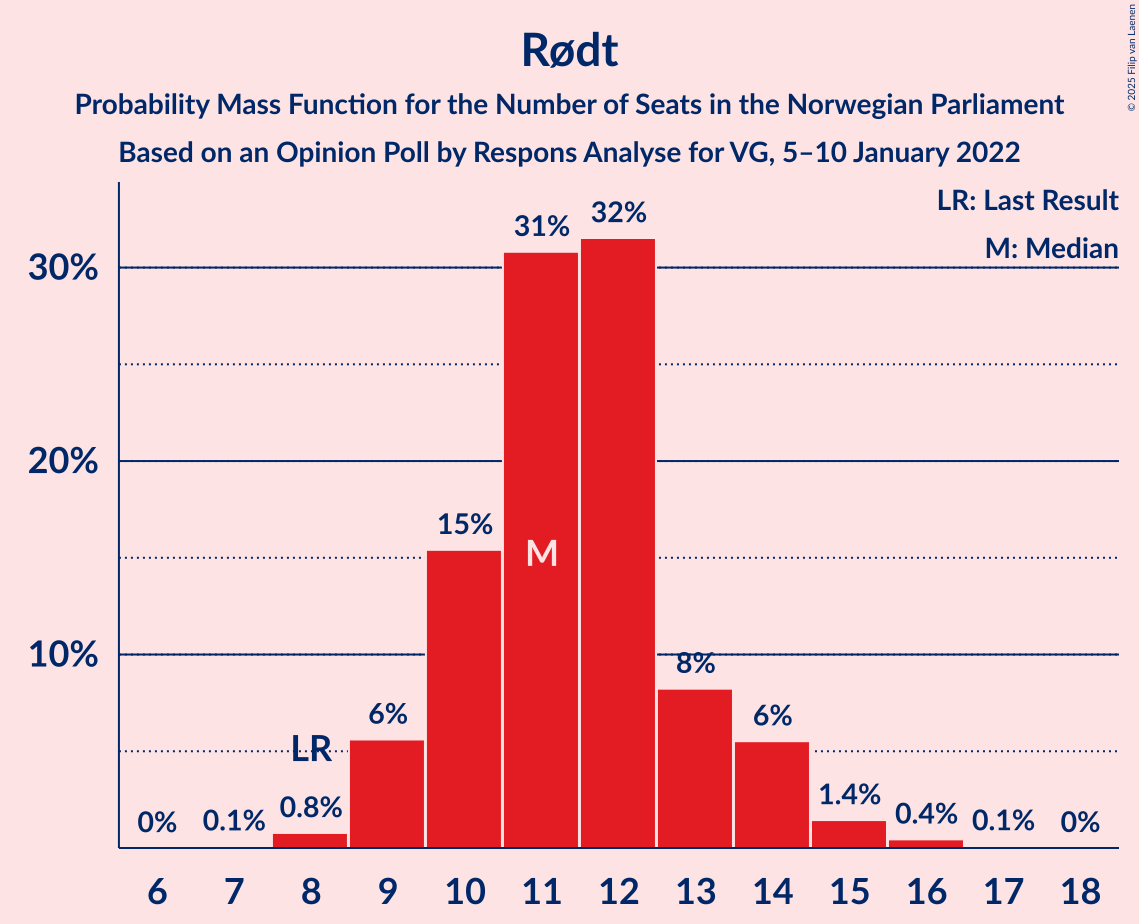 Rødt
Probability Mass Function for the Number of Seats in the Norwegian Parliament
Based on an Opinion Poll by Respons Analyse for VG, 5–10 January 2022
© 2025 Filip van Laenen
LR: Last Result
M: Median
30%
20%
10%
0%
0.1%
0.8%
LR
6%
15%
31%
M
32%
8%
6%
1.4%
0.4%
0.1%
0%
6 7 8 9 10 11 12 13 14 15 16 17 18